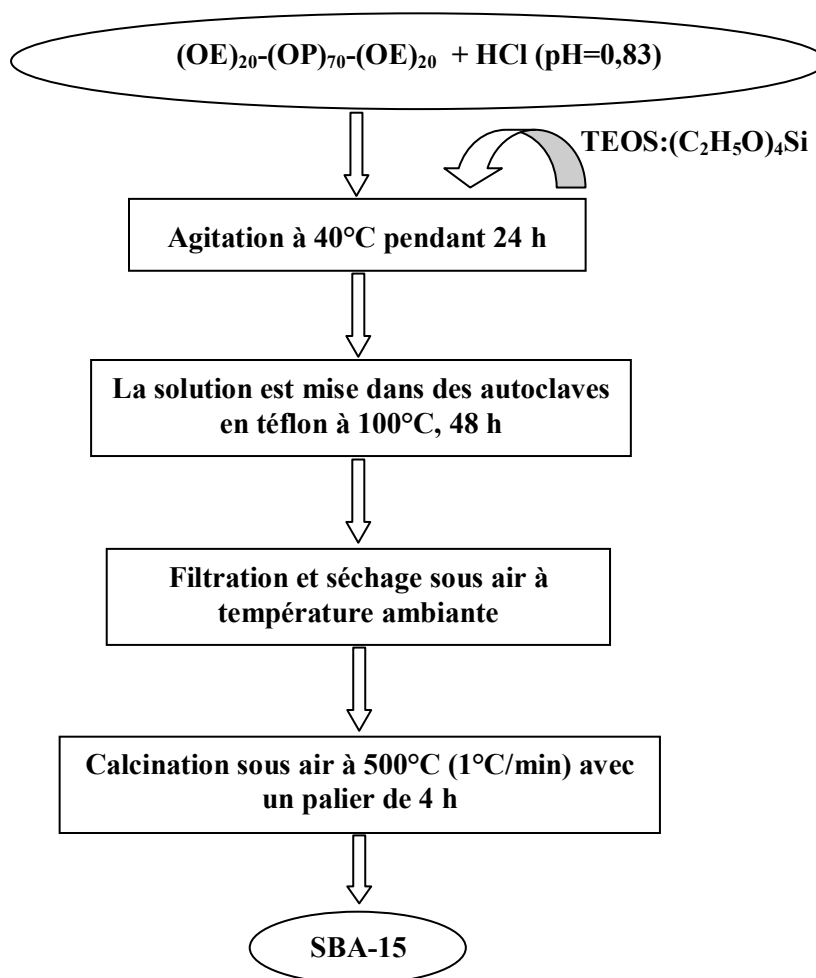 (OE)₂₀-(OP)₇₀-(OE)₂₀ + HCl (pH=0,83)
TEOS:(C₂H₅O)₄Si
Agitation à 40°C pendant 24 h
La solution est mise dans des autoclaves
en téflon à 100°C, 48 h
Filtration et séchage sous air à
température ambiante
Calcination sous air à 500°C (1°C/min) avec
un palier de 4 h
SBA-15